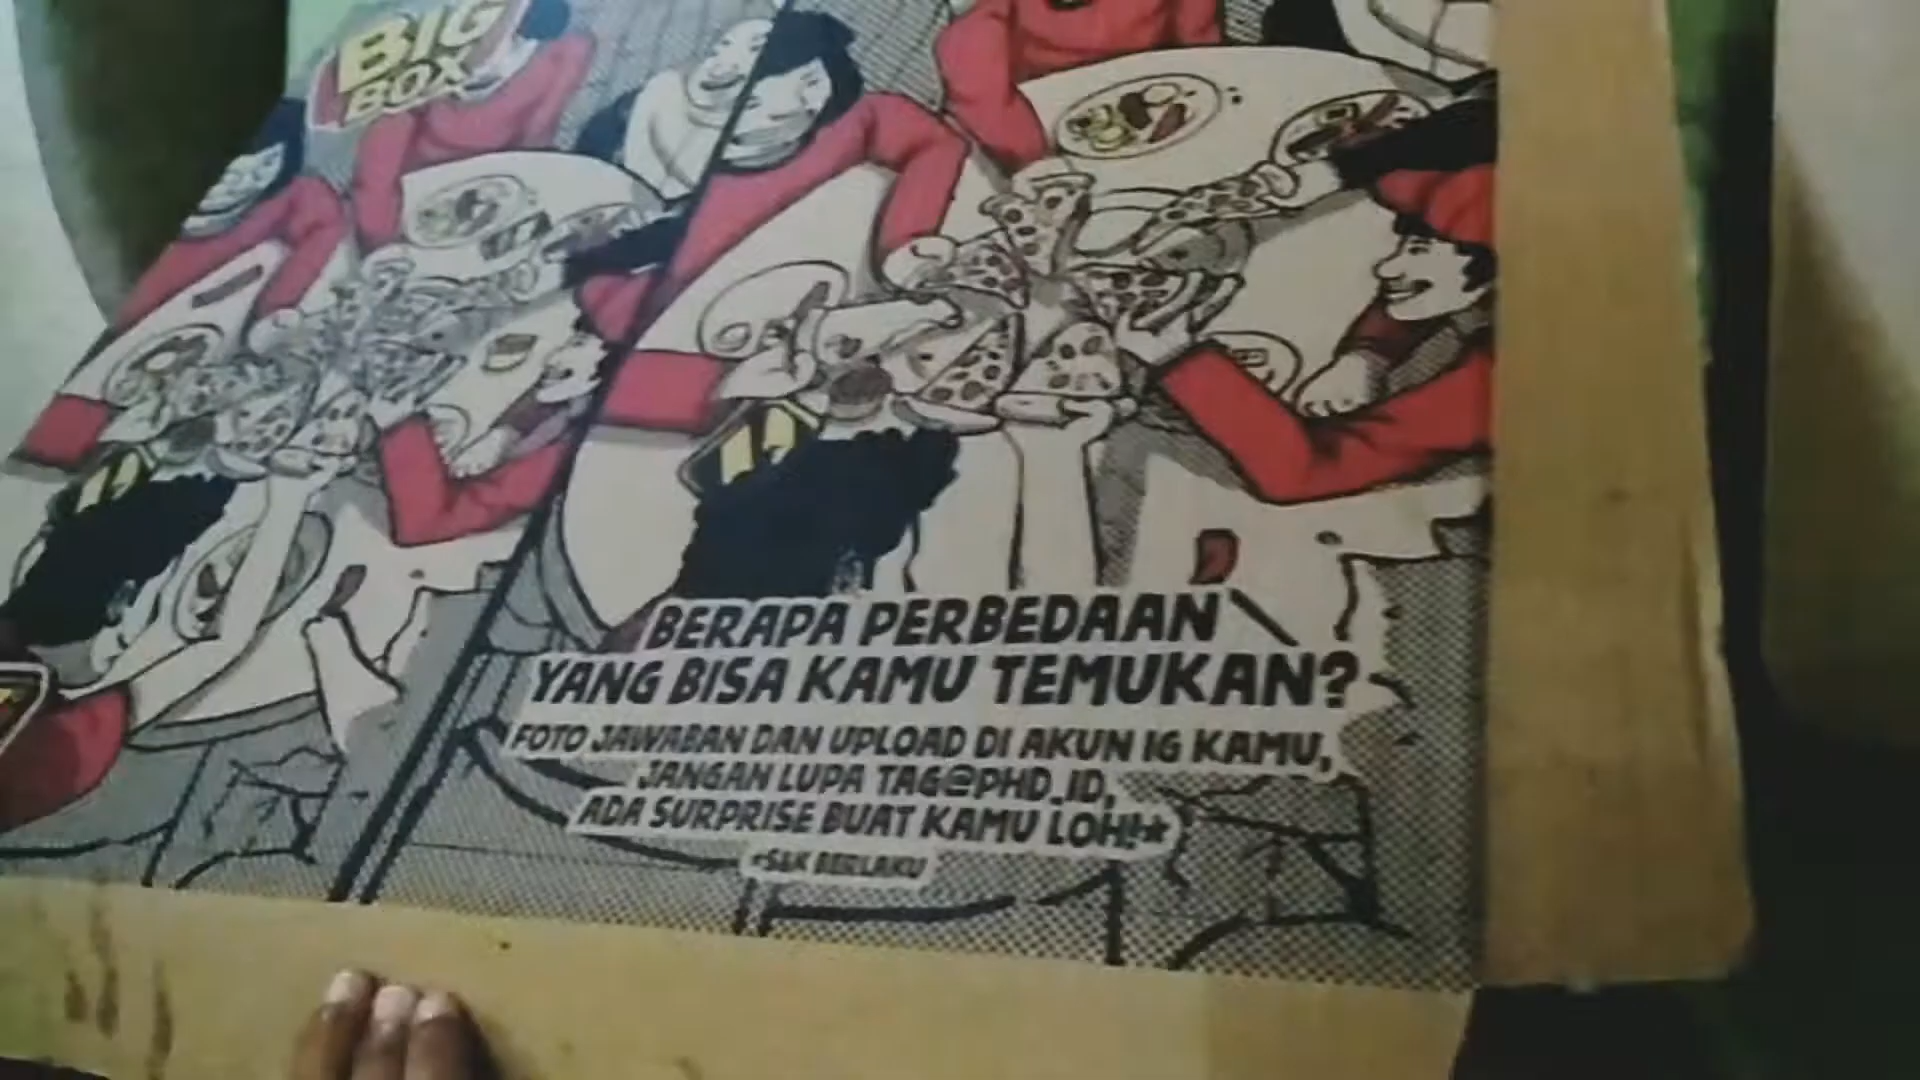 BIG
BOX
BERAPA PERBEDAAN
YANG BISA KAMU TEMUKAN?
FOTO JAWABAN DAN UPLOAD DI AKUN IG KAMU,
JANGAN LUPA TAG@PHD_ID,
ADA SURPRISE BUAT KAMU LOH!*
*S&K BERLAKU